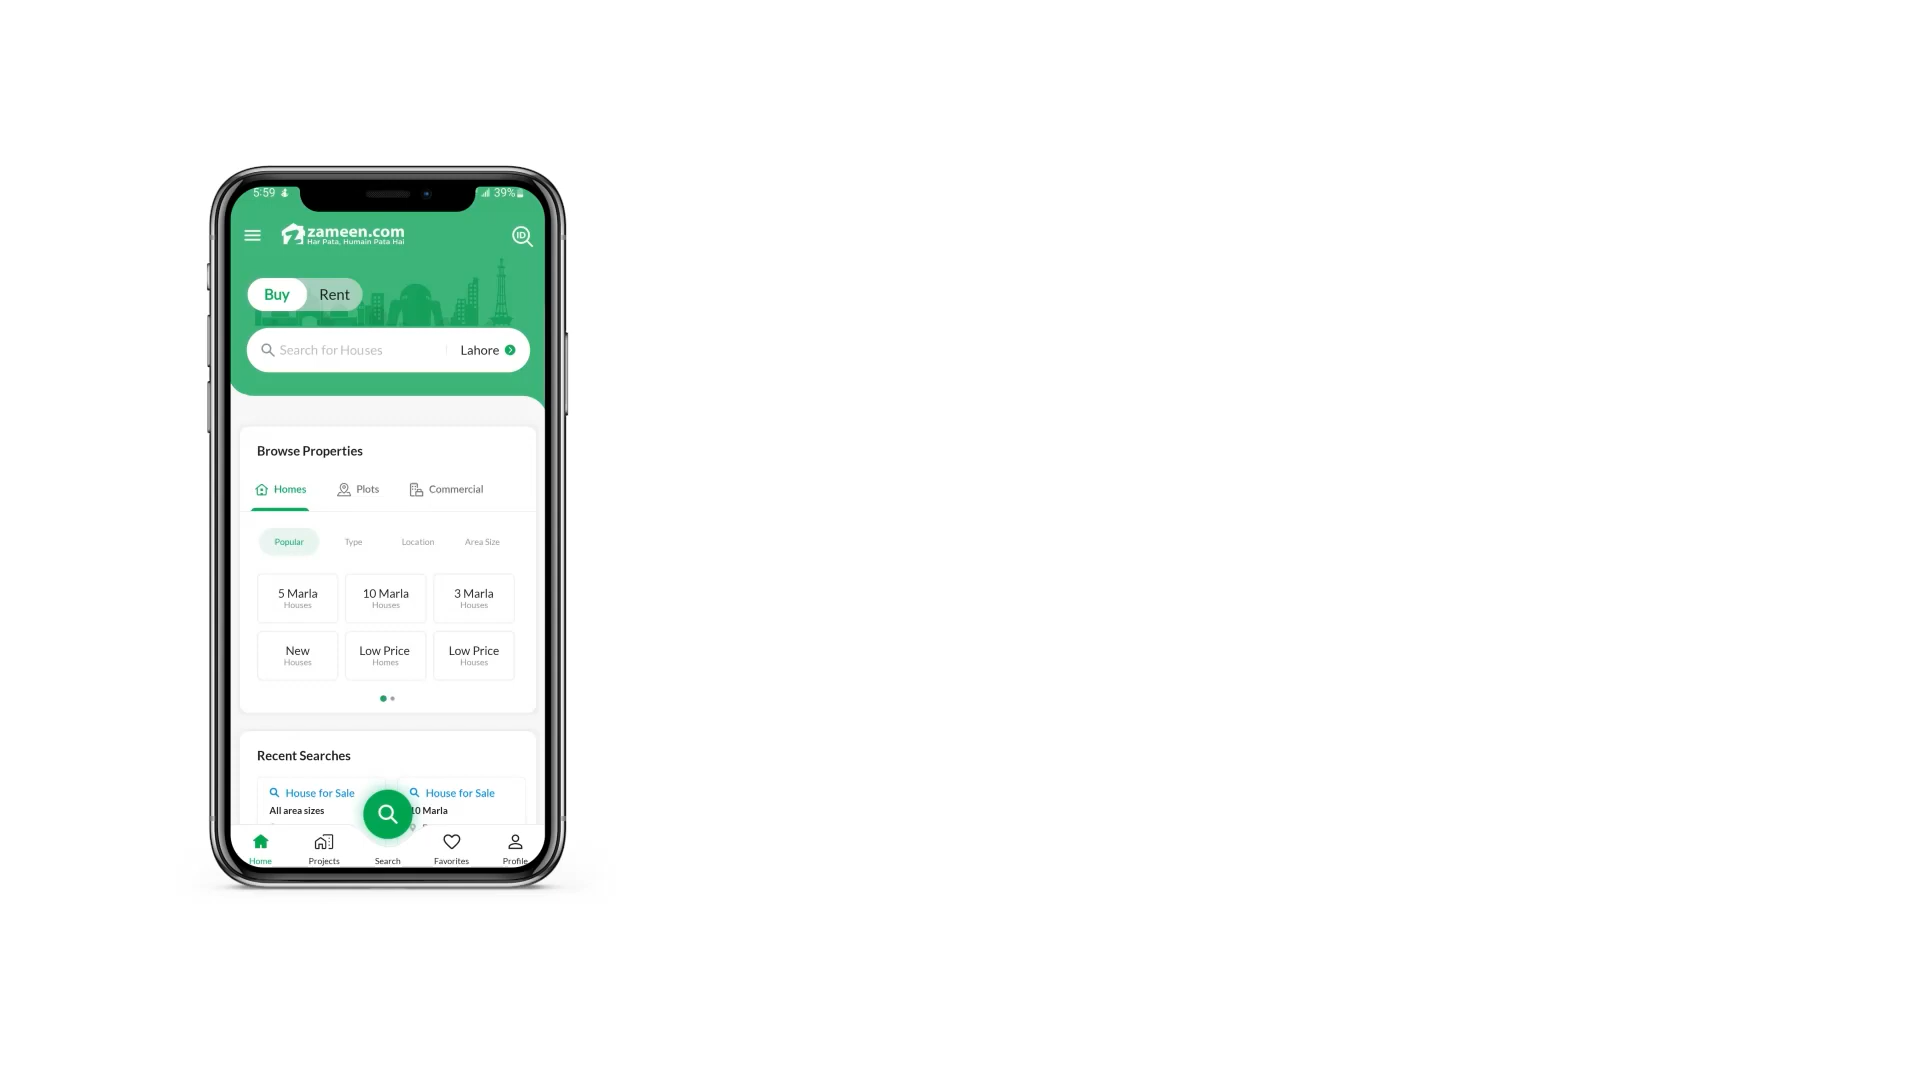 5:59
39%
zameen.com
Har Pata, Humain Pata Hai
ID
Buy Rent
Search for Houses Lahore
Browse Properties
Homes Plots Commercial
Popular Type Location Area Size
5 Marla 10 Marla 3 Marla
Houses Houses Houses
New Low Price Low Price
Houses Homes Houses
Recent Searches
House for Sale House for Sale
All area sizes 10 Marla
Home Projects Search Favorites Profile